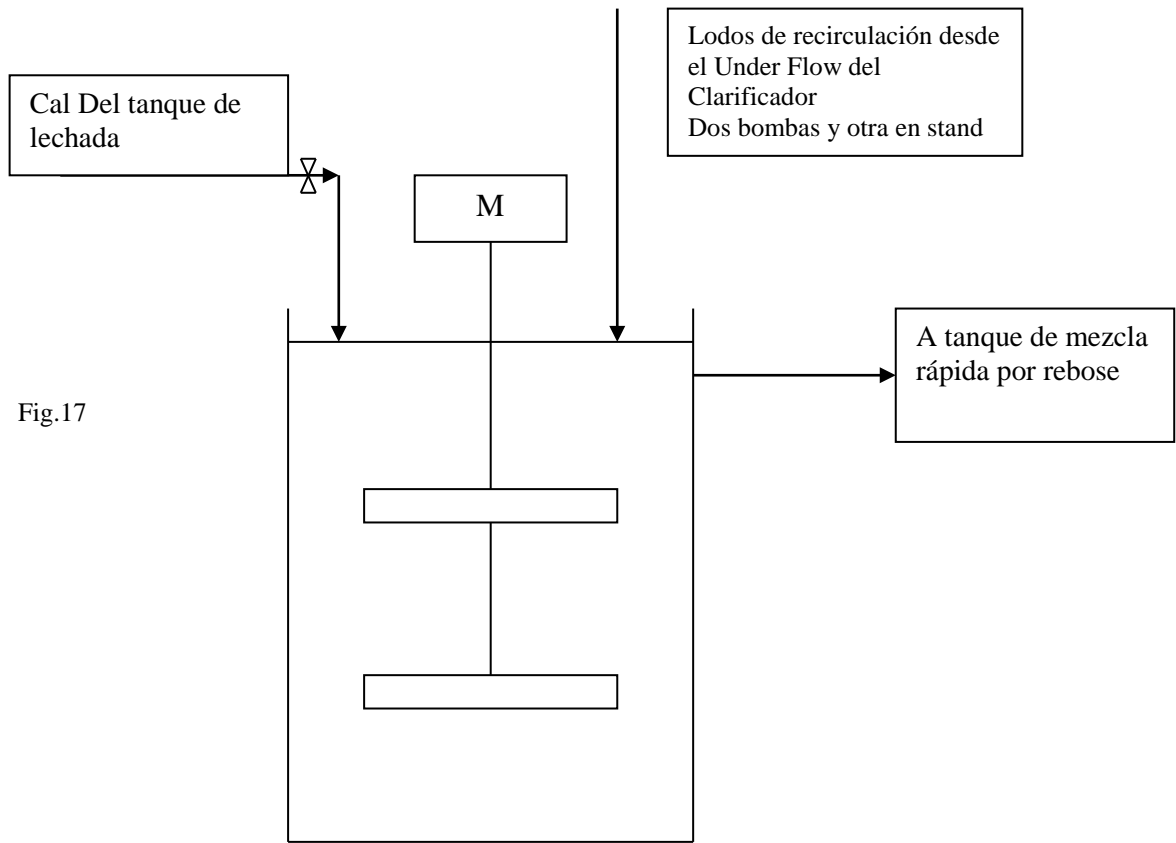 Lodos de recirculación desde
el Under Flow del
Clarificador
Dos bombas y otra en stand
Cal Del tanque de
lechada
M
A tanque de mezcla
rápida por rebose
Fig.17